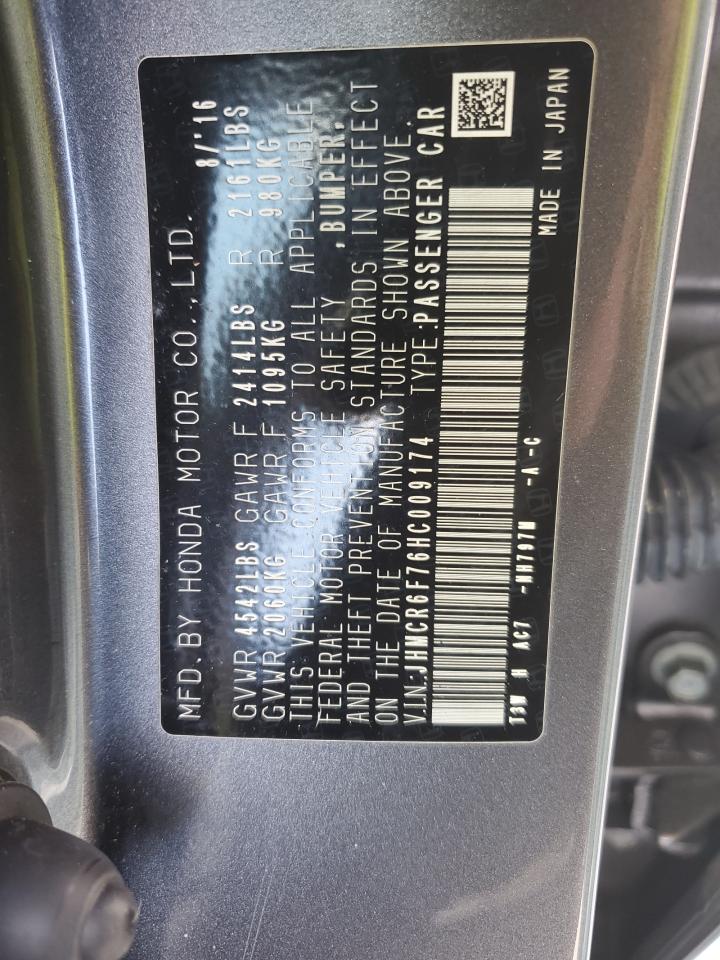 MFD. BY HONDA MOTOR CO., LTD. 8/'16
GVWR 4542LBS GAWR F 2414LBS R 2161LBS
GVWR 2060KG GAWR F 1095KG R 980KG
THIS VEHICLE CONFORMS TO ALL APPLICABLE
FEDERAL MOTOR VEHICLE SAFETY ,BUMPER,
AND THEFT PREVENTION STANDARDS IN EFFECT
ON THE DATE OF MANUFACTURE SHOWN ABOVE.
V.I.N:JHMCR6F76HC009174 TYPE:PASSENGER CAR
AC7 -NH797M -A -C MADE IN JAPAN